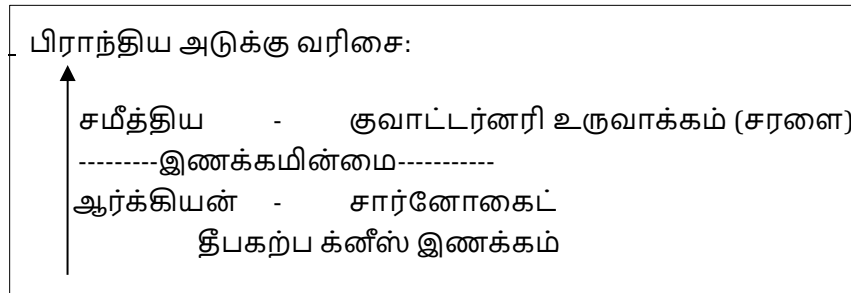 பிராந்திய அடுக்கு வரிசை:
சமீத்திய - குவாட்டர்னரி உருவாக்கம் (சரளை)
---------இணக்கமின்மை-----------
ஆர்க்கியன் - சார்னோகைட்
தீபகற்ப க்னீஸ் இணக்கம்